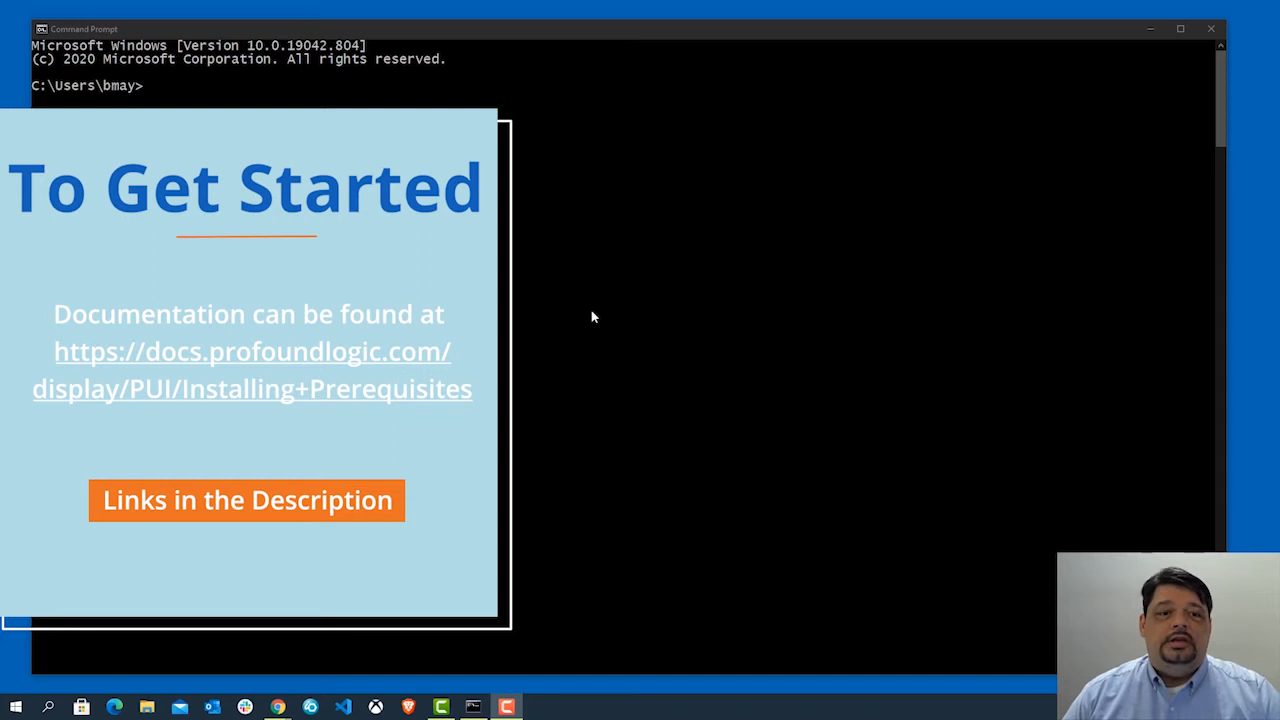 Command Prompt
Microsoft Windows [Version 10.0.19042.804]
(c) 2020 Microsoft Corporation. All rights reserved.
C:\Users\bmay>
To Get Started
Documentation can be found at
https://docs.profoundlogic.com/
display/PUI/Installing+Prerequisites
Links in the Description